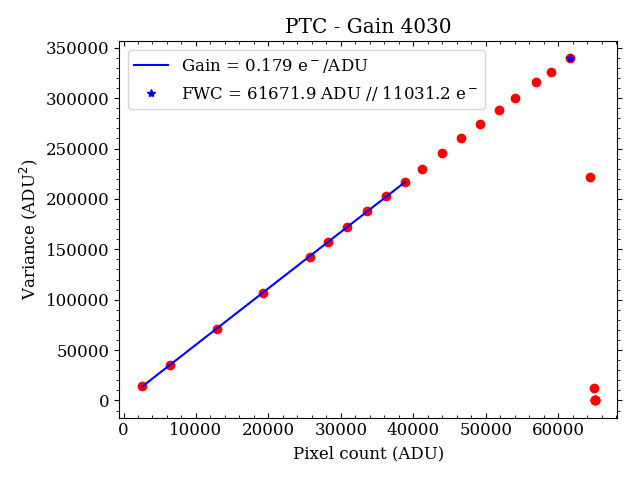 PTC - Gain 4030
350000
300000
250000
200000
150000
100000
50000
0
Variance (ADU²)
Gain = 0.179 e⁻/ADU
FWC = 61671.9 ADU // 11031.2 e⁻
0 10000 20000 30000 40000 50000 60000
Pixel count (ADU)